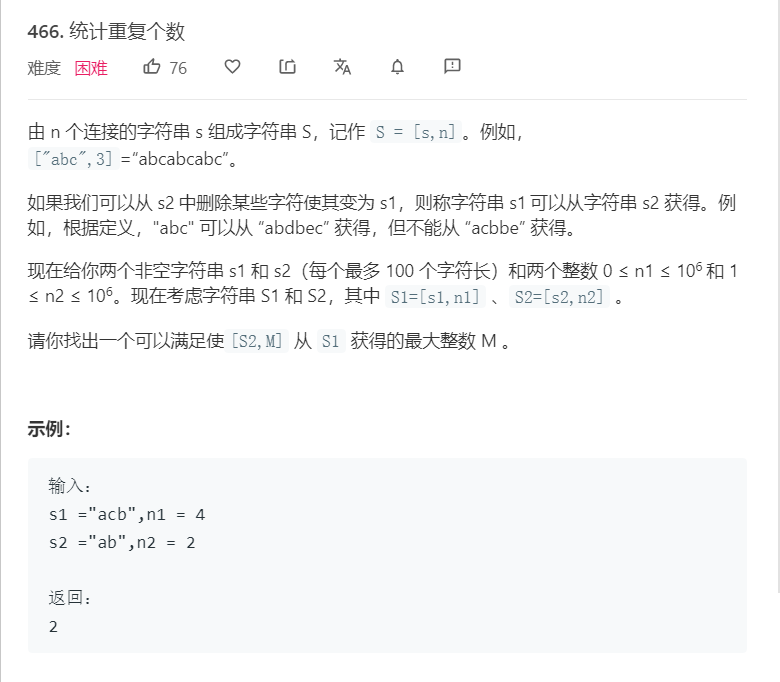 466. 统计重复个数
难度 困难 76
由 n 个连接的字符串 s 组成字符串 S，记作 S = [s,n] 。例如，
["abc",3] =“abcabcabc”。
如果我们可以从 s2 中删除某些字符使其变为 s1，则称字符串 s1 可以从字符串 s2 获得。例
如，根据定义，"abc" 可以从 “abdbec” 获得，但不能从 “acbbe” 获得。
现在给你两个非空字符串 s1 和 s2（每个最多 100 个字符长）和两个整数 0 ≤ n1 ≤ 10⁶ 和 1
≤ n2 ≤ 10⁶。现在考虑字符串 S1 和 S2，其中 S1=[s1,n1] 、S2=[s2,n2] 。
请你找出一个可以满足使[S2,M] 从 S1 获得的最大整数 M 。
示例：
输入：
s1 ="acb",n1 = 4
s2 ="ab",n2 = 2
返回：
2